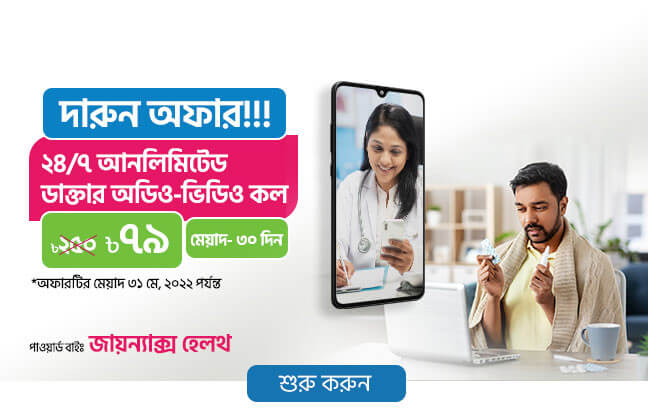 দারুন অফার!!!
২৪/৭ আনলিমিটেড
ডাক্তার অডিও-ভিডিও কল
৳২৫০ ৳৭৯ মেয়াদ- ৩০ দিন
*অফারটির মেয়াদ ৩১ মে, ২০২২ পর্যন্ত
পাওয়ার্ড বাইঃ জায়ন্যাক্স হেলথ
শুরু করুন